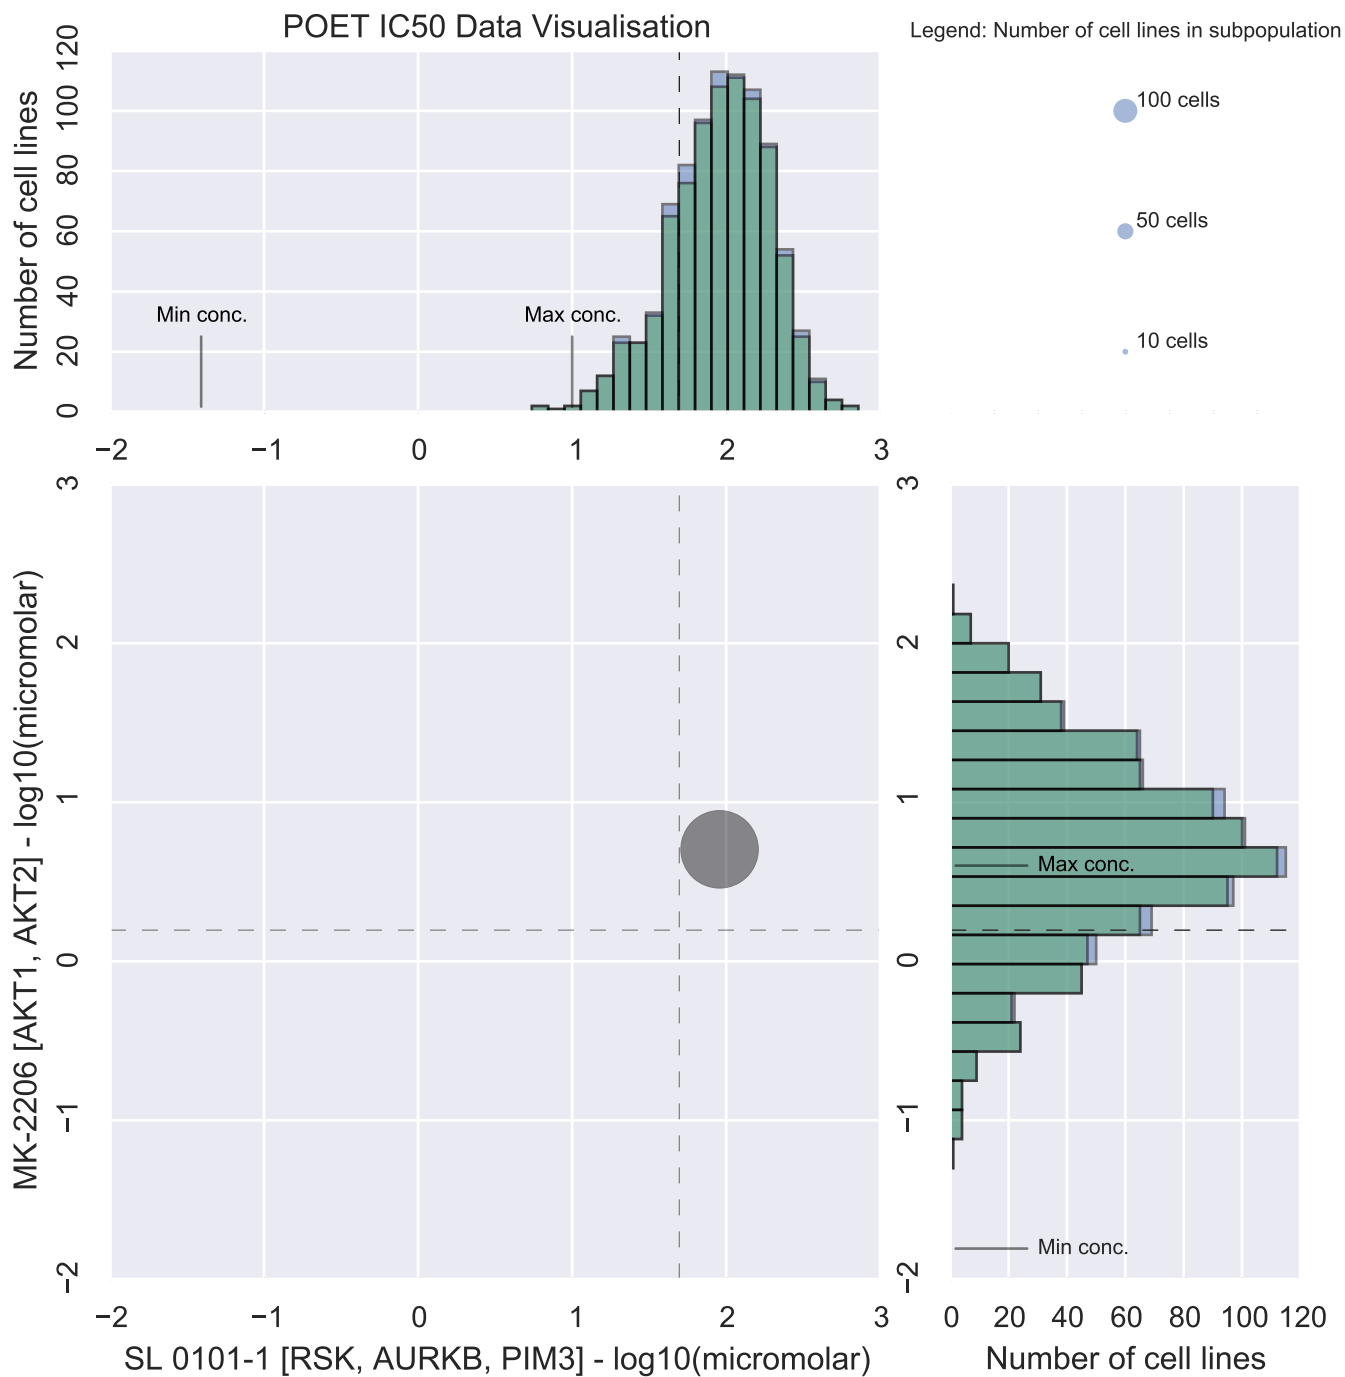 POET IC50 Data Visualisation
Legend: Number of cell lines in subpopulation
Number of cell lines
120
100
80
60
40
20
0
Min conc.
Max conc.
−2
−1
0
1
2
3
100 cells
50 cells
10 cells
MK-2206 [AKT1, AKT2] - log10(micromolar)
3
2
1
0
−1
−2
−2
−1
0
1
2
3
SL 0101-1 [RSK, AURKB, PIM3] - log10(micromolar)
3
2
1
0
−1
−2
Max conc.
Min conc.
0
20
40
60
80
100
120
Number of cell lines